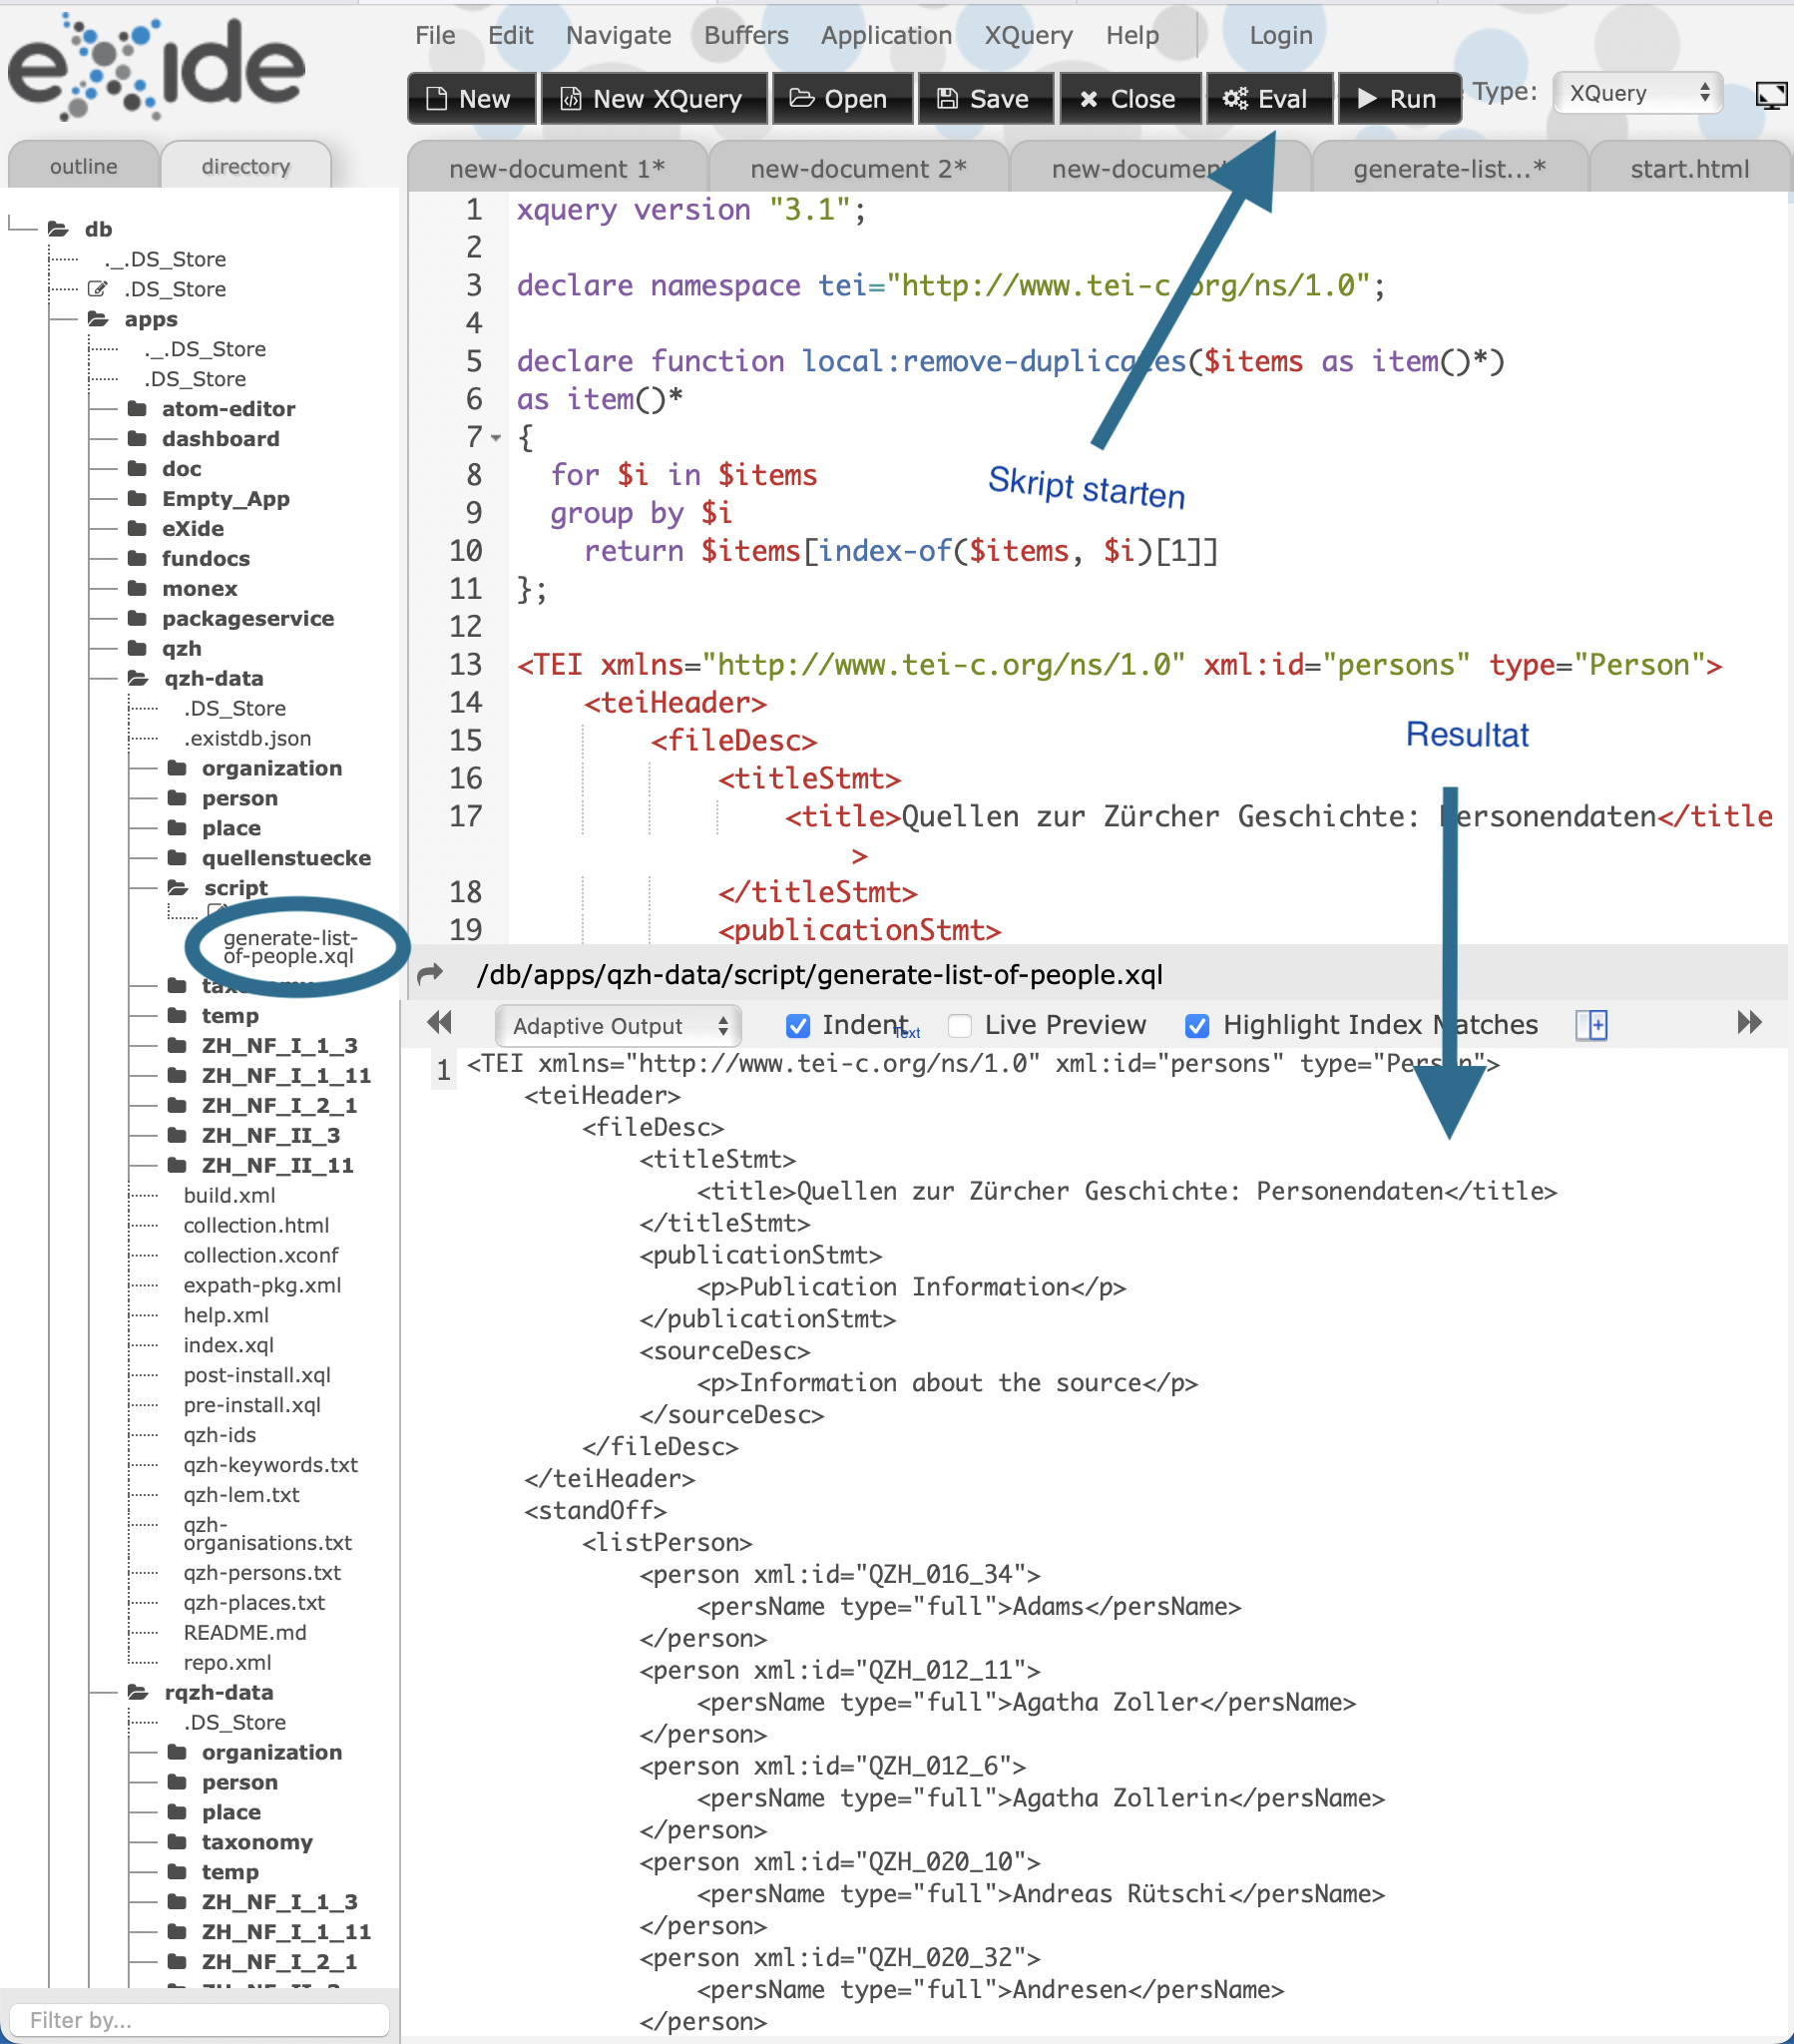 eXide
File Edit Navigate Buffers Application XQuery Help Login
New New XQuery Open Save Close Eval Run Type: XQuery
outline directory
new-document 1* new-document 2* new-document generate-list...* start.html
db
._.DS_Store
.DS_Store
apps
._.DS_Store
.DS_Store
atom-editor
dashboard
doc
Empty_App
eXide
fundocs
monex
packageservice
qzh
qzh-data
.DS_Store
.existdb.json
organization
person
place
quellenstuecke
script
generate-list-
of-people.xql
taxonomy
temp
ZH_NF_I_1_3
ZH_NF_I_1_11
ZH_NF_I_2_1
ZH_NF_II_3
ZH_NF_II_11
build.xml
collection.html
collection.xconf
expath-pkg.xml
help.xml
index.xql
post-install.xql
pre-install.xql
qzh-ids
qzh-keywords.txt
qzh-lem.txt
qzh-
organisations.txt
qzh-persons.txt
qzh-places.txt
README.md
repo.xml
rqzh-data
.DS_Store
organization
person
place
taxonomy
temp
ZH_NF_I_1_3
ZH_NF_I_1_11
ZH_NF_I_2_1
Filter by...
1 xquery version "3.1";
2
3 declare namespace tei="http://www.tei-c.org/ns/1.0";
4
5 declare function local:remove-duplicates($items as item()*)
6 as item()*
7 {
8 for $i in $items
9 group by $i
10 return $items[index-of($items, $i)[1]]
11 };
12
13 <TEI xmlns="http://www.tei-c.org/ns/1.0" xml:id="persons" type="Person">
14 <teiHeader>
15 <fileDesc>
16 <titleStmt>
17 <title>Quellen zur Zürcher Geschichte: Personendaten</title
>
18 </titleStmt>
19 <publicationStmt>
Skript starten
Resultat
/db/apps/qzh-data/script/generate-list-of-people.xql
Adaptive Output Indent Text Live Preview Highlight Index Matches
1 <TEI xmlns="http://www.tei-c.org/ns/1.0" xml:id="persons" type="Person">
<teiHeader>
<fileDesc>
<titleStmt>
<title>Quellen zur Zürcher Geschichte: Personendaten</title>
</titleStmt>
<publicationStmt>
<p>Publication Information</p>
</publicationStmt>
<sourceDesc>
<p>Information about the source</p>
</sourceDesc>
</fileDesc>
</teiHeader>
<standOff>
<listPerson>
<person xml:id="QZH_016_34">
<persName type="full">Adams</persName>
</person>
<person xml:id="QZH_012_11">
<persName type="full">Agatha Zoller</persName>
</person>
<person xml:id="QZH_012_6">
<persName type="full">Agatha Zollerin</persName>
</person>
<person xml:id="QZH_020_10">
<persName type="full">Andreas Rütschi</persName>
</person>
<person xml:id="QZH_020_32">
<persName type="full">Andresen</persName>
</person>